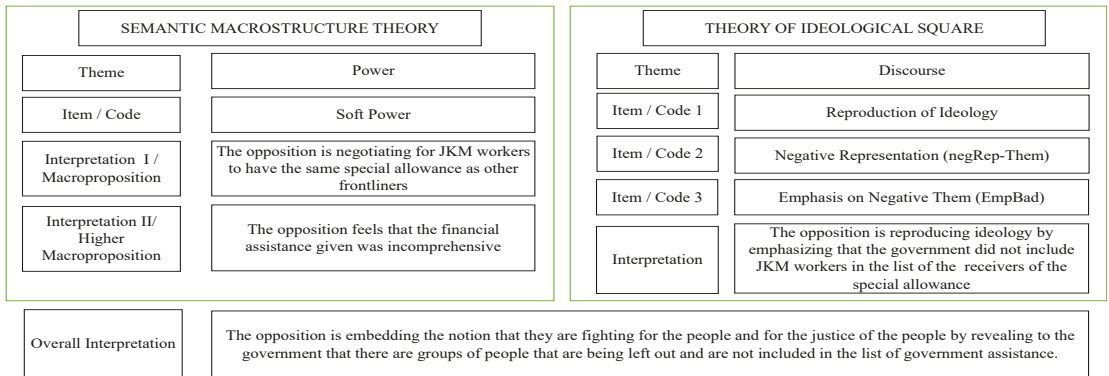 SEMANTIC MACROSTRUCTURE THEORY
Theme
Power
Item / Code
Soft Power
Interpretation I /
Macroproposition
The opposition is negotiating for JKM workers
to have the same special allowance as other
frontliners
Interpretation II/
Higher
Macroproposition
The opposition feels that the financial
assistance given was incomprehensive
THEORY OF IDEOLOGICAL SQUARE
Theme
Discourse
Item / Code 1
Reproduction of Ideology
Item / Code 2
Negative Representation (negRep-Them)
Item / Code 3
Emphasis on Negative Them (EmpBad)
Interpretation
The opposition is reproducing ideology by
emphasizing that the government did not include
JKM workers in the list of the receivers of the
special allowance
Overall Interpretation
The opposition is embedding the notion that they are fighting for the people and for the justice of the people by revealing to the
government that there are groups of people that are being left out and are not included in the list of government assistance.